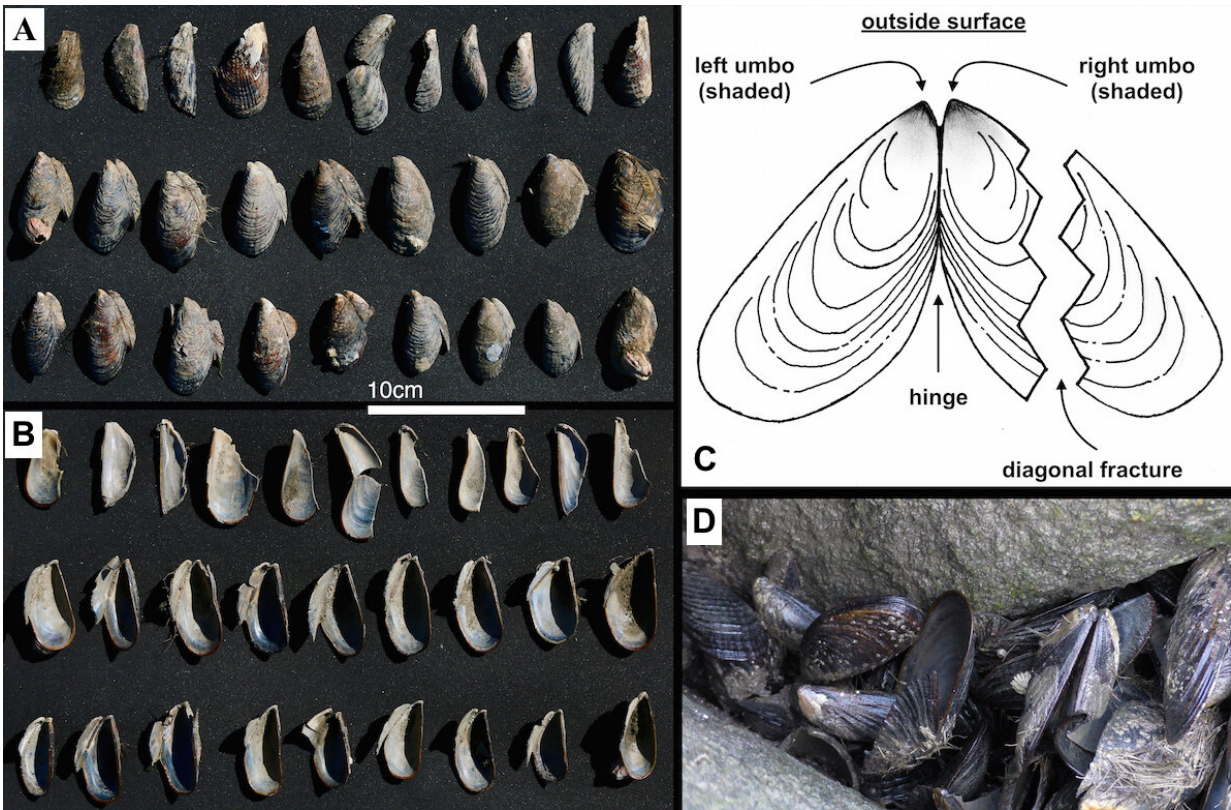 A
10cm
B
outside surface
left umbo
(shaded)
right umbo
(shaded)
hinge
diagonal fracture
C
D